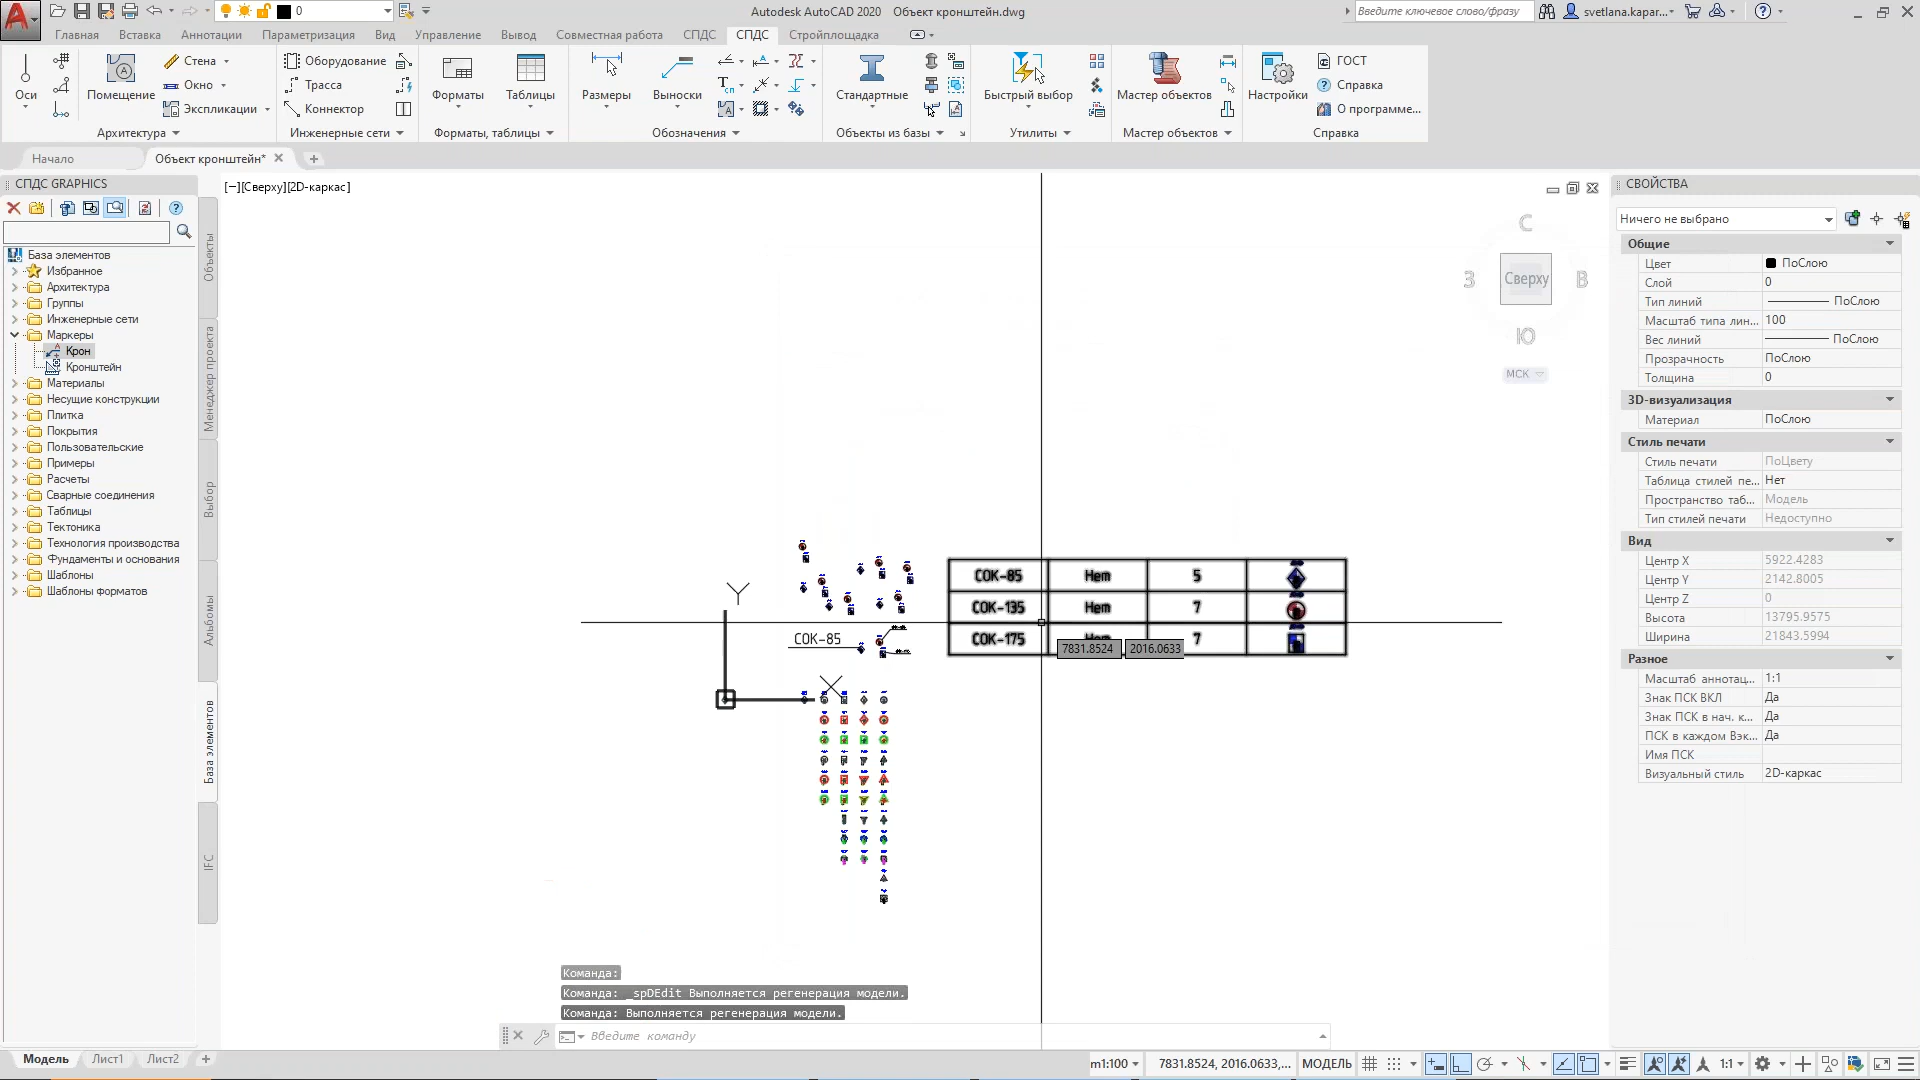 0
Autodesk AutoCAD 2020 Объект кронштейн.dwg
Введите ключевое слово/фразу
svetlana.kapar...
Главная Вставка Аннотации Параметризация Вид Управление Вывод Совместная работа СПДС СПДС Стройплощадка
Оси
Помещение
Стена
Окно
Экспликации
Оборудование
Трасса
Коннектор
Форматы
Таблицы
Размеры
Выноски
Стандартные
Быстрый выбор
Мастер объектов
Настройки
ГОСТ
Справка
О программе...
Архитектура Инженерные сети Форматы, таблицы Обозначения Объекты из базы Утилиты Мастер объектов Справка
Начало Объект кронштейн*
СПДС GRAPHICS
База элементов
Избранное
Архитектура
Группы
Инженерные сети
Маркеры
Крон
Кронштейн
Материалы
Несущие конструкции
Плитка
Покрытия
Пользовательские
Примеры
Расчеты
Сварные соединения
Таблицы
Тектоника
Технология производства
Фундаменты и основания
Шаблоны
Шаблоны форматов
Объекты
Менеджер проекта
Выбор
Альбомы
База элементов
IFC
[−][Сверху][2D-каркас]
С
З Сверху В
Ю
МСК
СОК-85 Нет 5
СОК-135 Нет 7
СОК-175 Нет 7
7831.8524 2016.0633
Y
X
СОК-85
Команда:
Команда: _spDEdit Выполняется регенерация модели.
Команда: Выполняется регенерация модели.
Введите команду
СВОЙСТВА
Ничего не выбрано
Общие
Цвет ПоСлою
Слой 0
Тип линий ПоСлою
Масштаб типа лин... 100
Вес линий ПоСлою
Прозрачность ПоСлою
Толщина 0
3D-визуализация
Материал ПоСлою
Стиль печати
Стиль печати ПоЦвету
Таблица стилей пе... Нет
Пространство таб... Модель
Тип стилей печати Недоступно
Вид
Центр X 5922.4283
Центр Y 2142.8005
Центр Z 0
Высота 13795.9575
Ширина 21843.5994
Разное
Масштаб аннотац... 1:1
Знак ПСК ВКЛ Да
Знак ПСК в нач. к... Да
ПСК в каждом Вэк... Да
Имя ПСК
Визуальный стиль 2D-каркас
Модель Лист1 Лист2 +
m1:100 7831.8524, 2016.0633,... МОДЕЛЬ 1:1